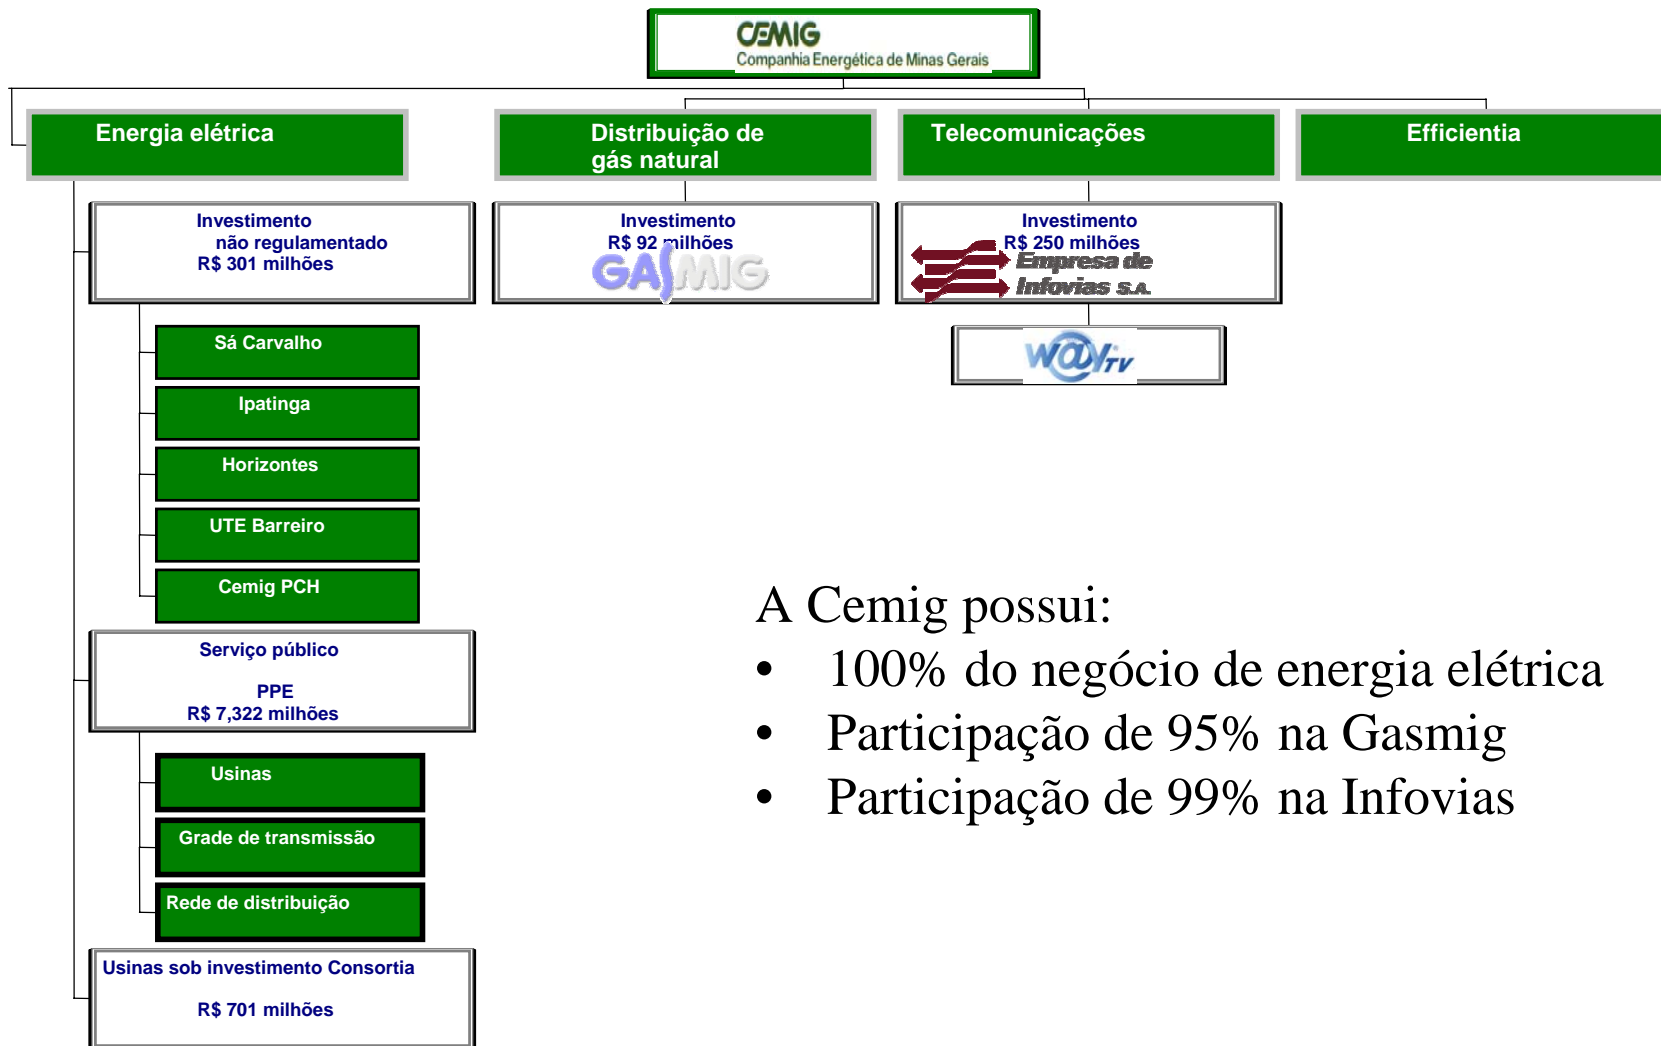 CEMIG
Companhia Energética de Minas Gerais
Energia elétrica
Distribuição de
gás natural
Telecomunicações
Efficientia
Investimento
não regulamentado
R$ 301 milhões
Investimento
R$ 92 milhões
GASMIG
Investimento
R$ 250 milhões
Empresa de
Infovias S.A.
W@YTV
Sá Carvalho
Ipatinga
Horizontes
UTE Barreiro
Cemig PCH
Serviço público
PPE
R$ 7,322 milhões
Usinas
Grade de transmissão
Rede de distribuição
Usinas sob investimento Consortia
R$ 701 milhões
A Cemig possui:
• 100% do negócio de energia elétrica
• Participação de 95% na Gasmig
• Participação de 99% na Infovias